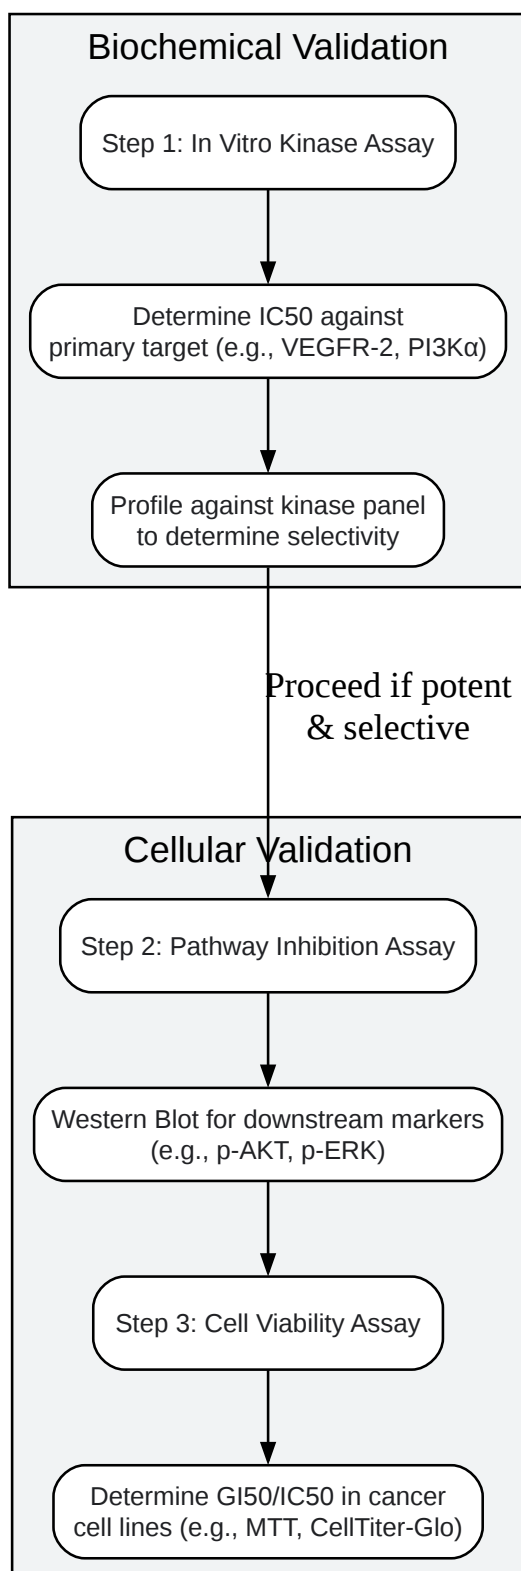 Biochemical Validation
Step 1: In Vitro Kinase Assay
Determine IC50 against
primary target (e.g., VEGFR-2, PI3Kα)
Profile against kinase panel
to determine selectivity
Proceed if potent
& selective
Cellular Validation
Step 2: Pathway Inhibition Assay
Western Blot for downstream markers
(e.g., p-AKT, p-ERK)
Step 3: Cell Viability Assay
Determine GI50/IC50 in cancer
cell lines (e.g., MTT, CellTiter-Glo)